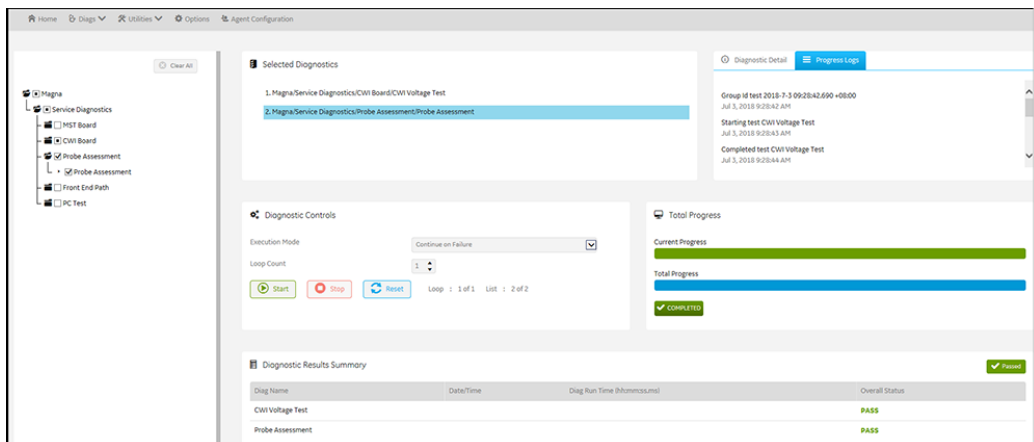 Home Diags Utilities Options Agent Configuration
Clear All
Magna
Service Diagnostics
MST Board
CWI Board
Probe Assessment
Probe Assessment
Front End Path
PC Test
Selected Diagnostics
1. Magna/Service Diagnostics/CWI Board/CWI Voltage Test
2. Magna/Service Diagnostics/Probe Assessment/Probe Assessment
Diagnostic Detail Progress Logs
Group Id test 2018-7-3 09:28:42.690 +08:00
Jul 3, 2018 9:28:42 AM
Starting test CWI Voltage Test
Jul 3, 2018 9:28:43 AM
Completed test CWI Voltage Test
Jul 3, 2018 9:28:44 AM
Diagnostic Controls
Execution Mode Continue on Failure
Loop Count 1
Start Stop Reset Loop : 1 of 1 List : 2 of 2
Total Progress
Current Progress
Total Progress
COMPLETED
Diagnostic Results Summary Passed
Diag Name Date/Time Diag Run Time (hh:mm:ss.ms) Overall Status
CWI Voltage Test PASS
Probe Assessment PASS